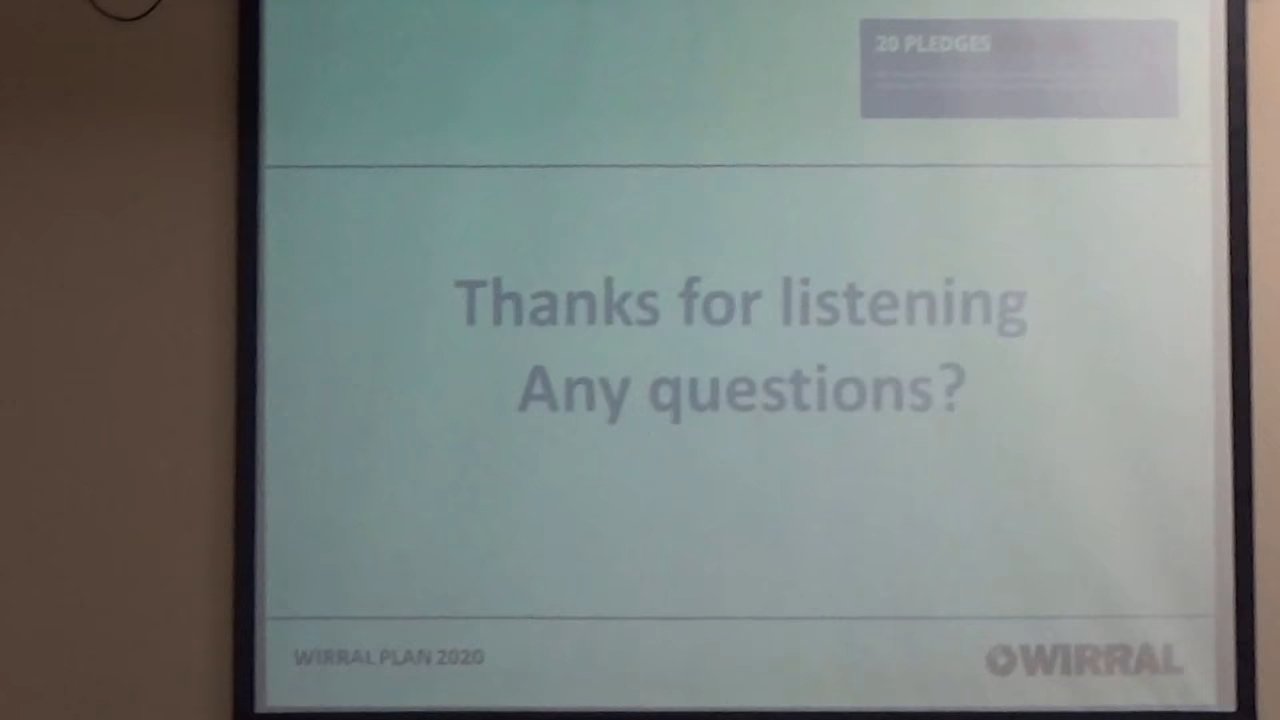 20 PLEDGES
Thanks for listening
Any questions?
WIRRAL PLAN 2020
WIRRAL